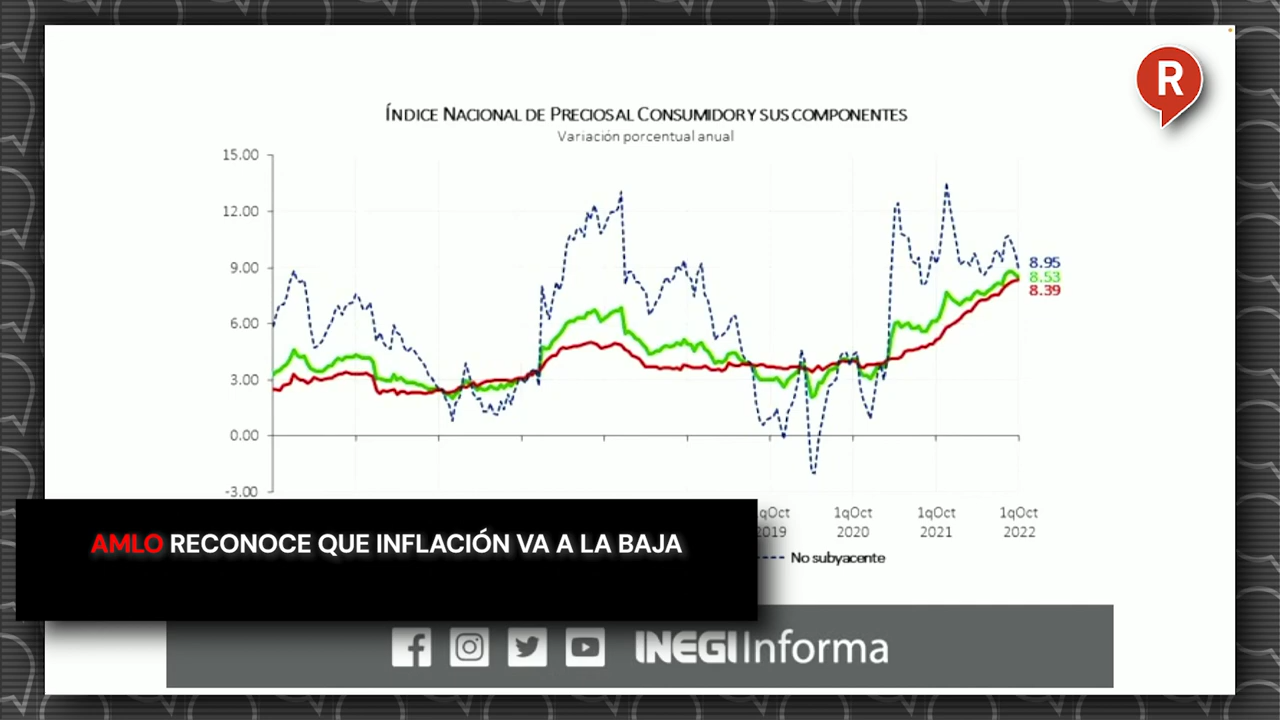 R
ÍNDICE NACIONAL DE PRECIOS AL CONSUMIDOR Y SUS COMPONENTES
Variación porcentual anual
15.00
12.00
9.00
6.00
3.00
0.00
-3.00
8.95
8.53
8.39
1qOct 1qOct 1qOct 1qOct
2019 2020 2021 2022
No subyacente
AMLO RECONOCE QUE INFLACIÓN VA A LA BAJA
INEGI Informa